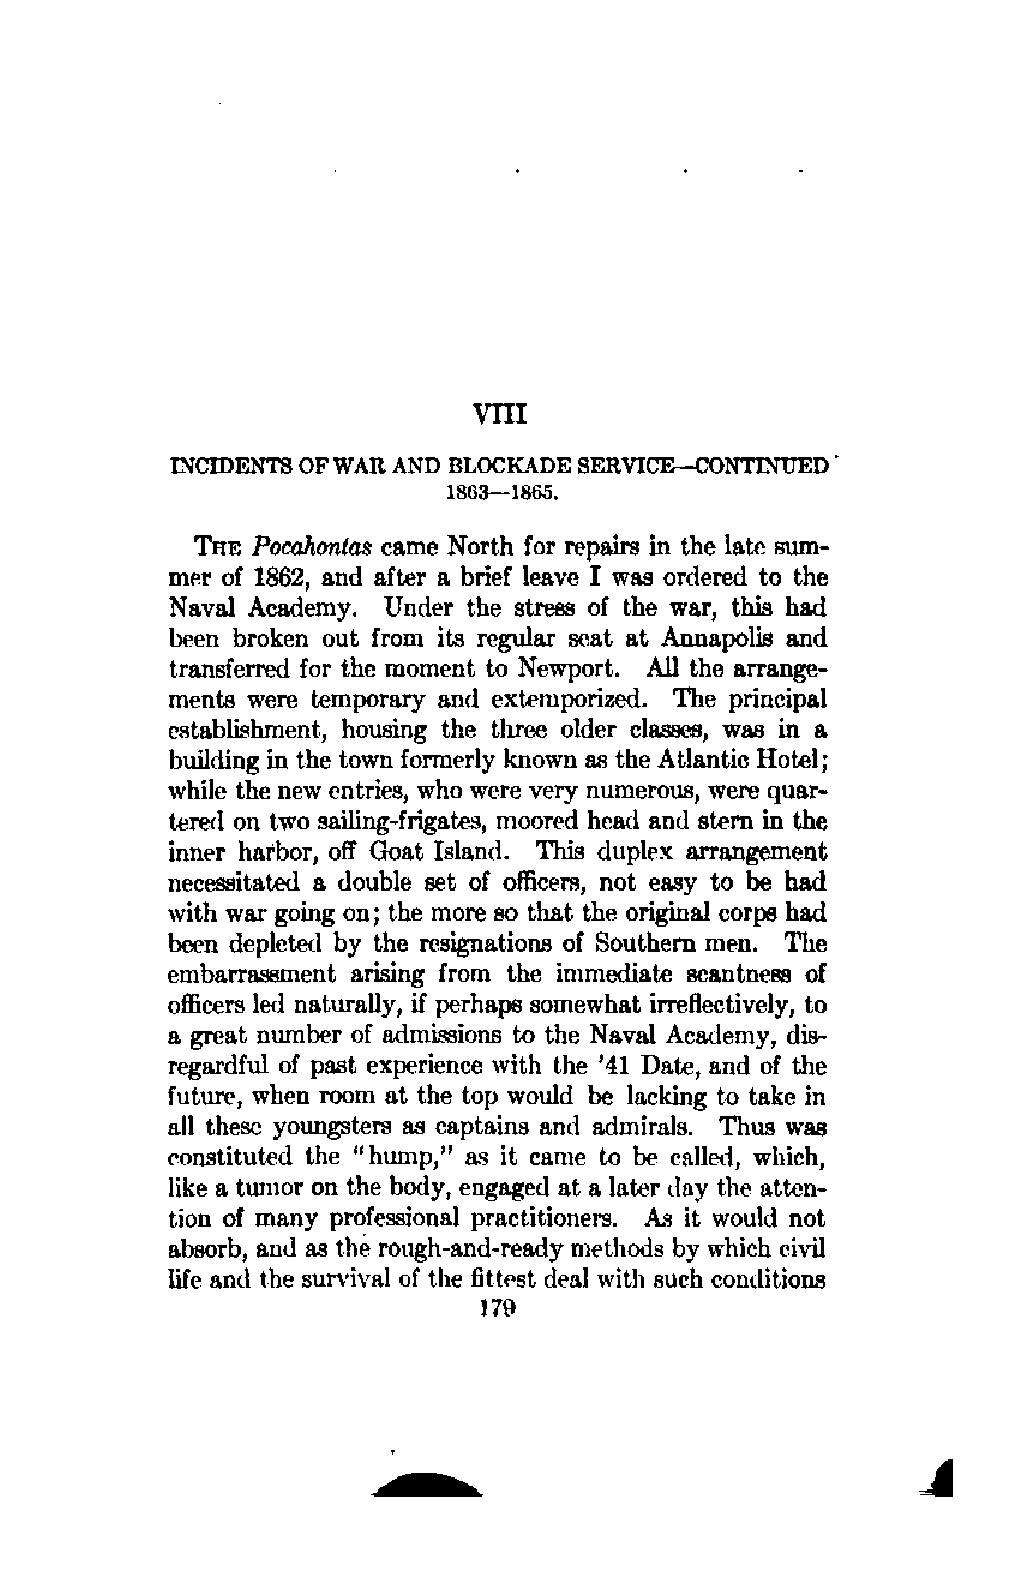 VIII
INCIDENTS OF WAR AND BLOCKADE SERVICE—CONTINUED
1863—1865.
THE Pocahontas came North for repairs in the late sum-
mer of 1862, and after a brief leave I was ordered to the
Naval Academy. Under the stress of the war, this had
been broken out from its regular seat at Annapolis and
transferred for the moment to Newport. All the arrange-
ments were temporary and extemporized. The principal
establishment, housing the three older classes, was in a
building in the town formerly known as the Atlantic Hotel;
while the new entries, who were very numerous, were quar-
tered on two sailing-frigates, moored head and stern in the
inner harbor, off Goat Island. This duplex arrangement
necessitated a double set of officers, not easy to be had
with war going on; the more so that the original corps had
been depleted by the resignations of Southern men. The
embarrassment arising from the immediate scantness of
officers led naturally, if perhaps somewhat irreflectively, to
a great number of admissions to the Naval Academy, dis-
regardful of past experience with the '41 Date, and of the
future, when room at the top would be lacking to take in
all these youngsters as captains and admirals. Thus was
constituted the "hump," as it came to be called, which,
like a tumor on the body, engaged at a later day the atten-
tion of many professional practitioners. As it would not
absorb, and as the rough-and-ready methods by which civil
life and the survival of the fittest deal with such conditions
179